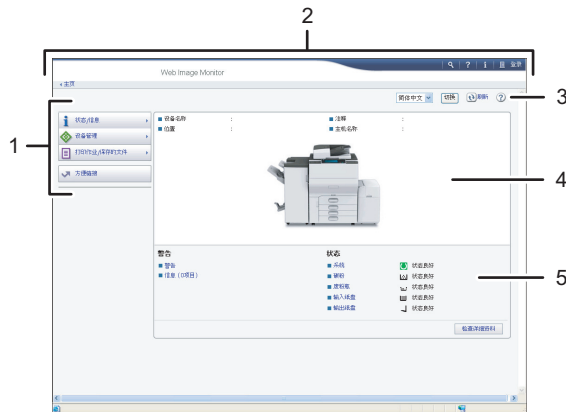 2
Web Image Monitor
? i 登录
主页
简体中文 切换 刷新 ? 3
1
状态/信息
设备管理
打印作业/保存的文件
方便链接
设备名称 : 注释 :
位置 : 主机名称 :
4
警告 状态
警告 系统 状态良好
信息 (0项目) 碳粉 状态良好
废粉瓶 状态良好
输入纸盘 状态良好
输出纸盘 状态良好
5
检查详细资料